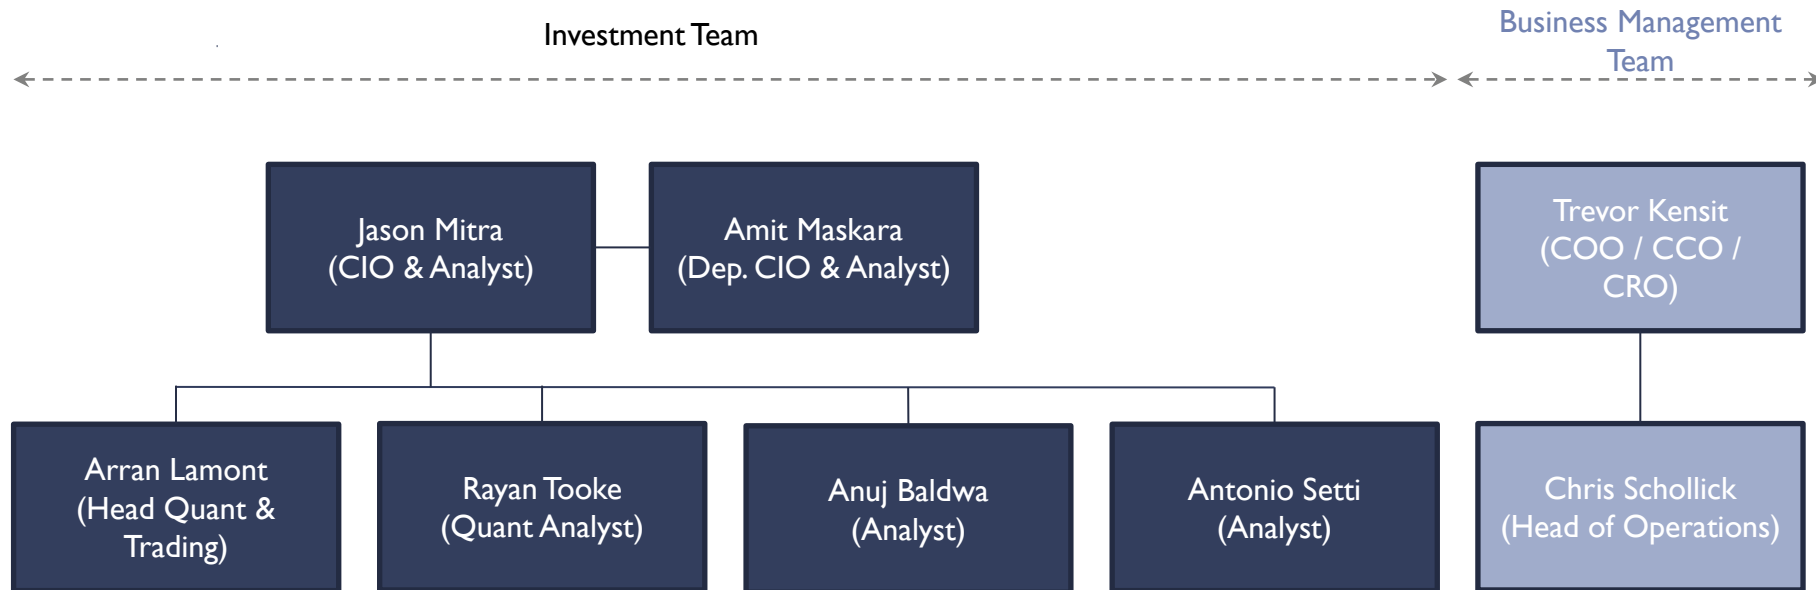 Investment Team
Business Management
Team
Jason Mitra
(CIO & Analyst)
Amit Maskara
(Dep. CIO & Analyst)
Trevor Kensit
(COO / CCO /
CRO)
Arran Lamont
(Head Quant &
Trading)
Rayan Tooke
(Quant Analyst)
Anuj Baldwa
(Analyst)
Antonio Setti
(Analyst)
Chris Schollick
(Head of Operations)